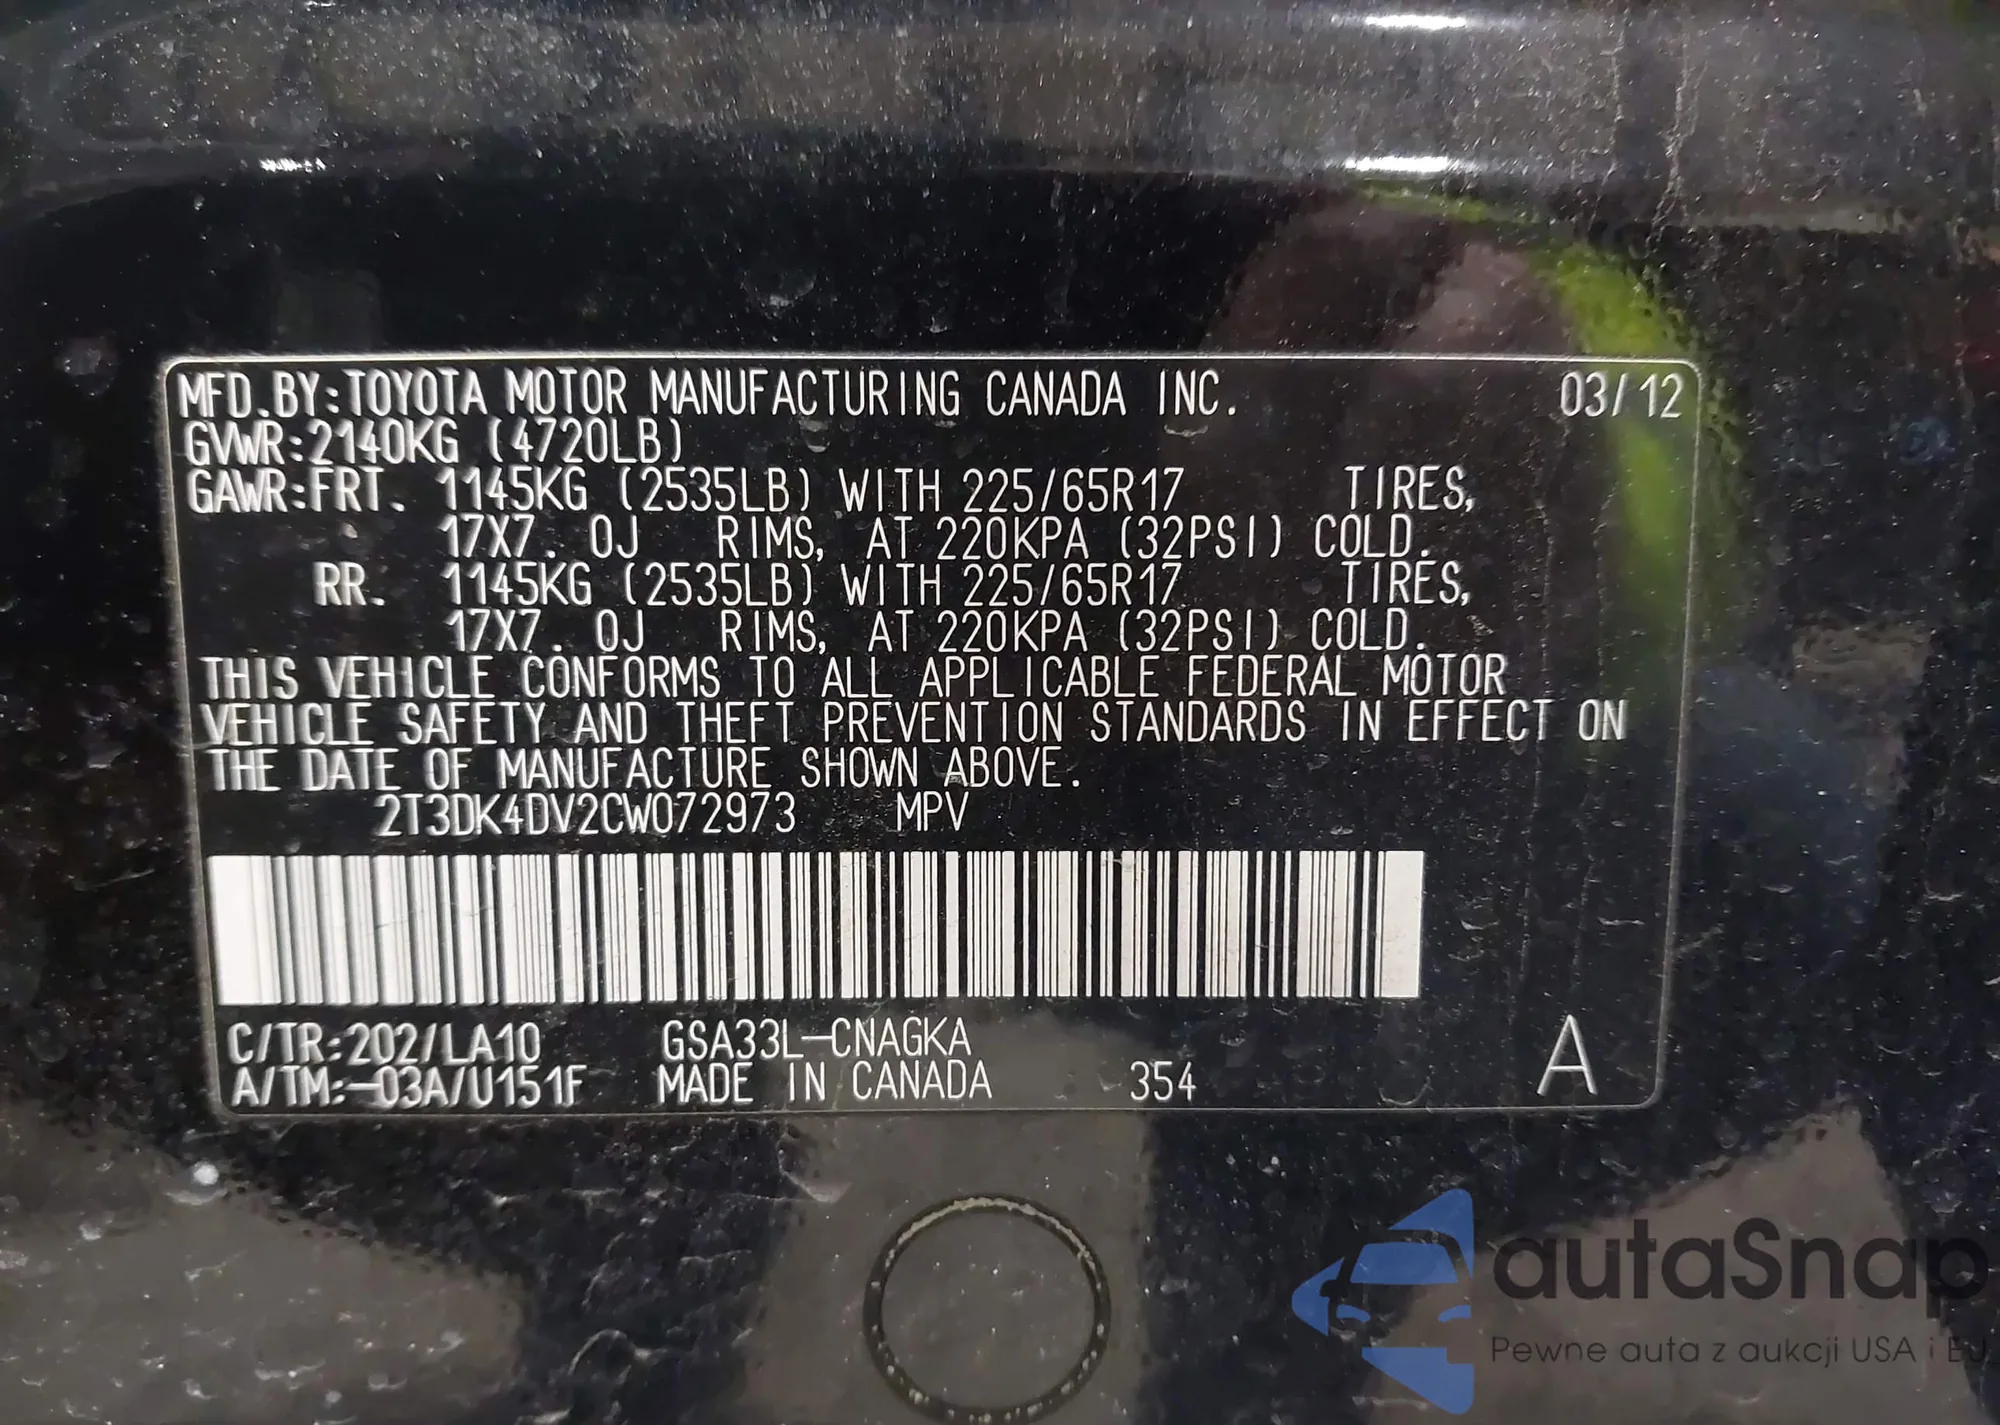 MFD.BY:TOYOTA MOTOR MANUFACTURING CANADA INC. 03/12
GVWR:2140KG (4720LB)
GAWR:FRT. 1145KG (2535LB) WITH 225/65R17 TIRES,
17X7. 0J RIMS, AT 220KPA (32PSI) COLD.
RR. 1145KG (2535LB) WITH 225/65R17 TIRES,
17X7. 0J RIMS, AT 220KPA (32PSI) COLD.
THIS VEHICLE CONFORMS TO ALL APPLICABLE FEDERAL MOTOR
VEHICLE SAFETY AND THEFT PREVENTION STANDARDS IN EFFECT ON
THE DATE OF MANUFACTURE SHOWN ABOVE.
2T3DK4DV2CW072973 MPV
C/TR:202/LA10 GSA33L-CNAGKA
A/TM:-03A/U151F MADE IN CANADA 354 A
autaSnap
Pewne auta z aukcji USA i EU